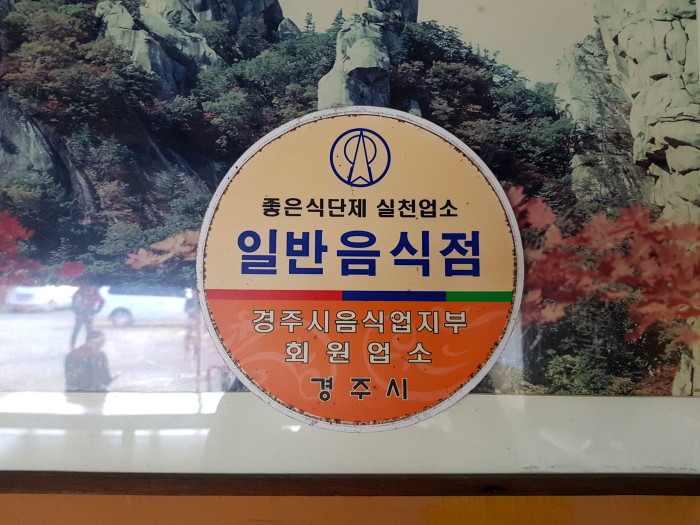 좋은식단제 실천업소
일반음식점
경주시음식업지부
회원업소
경주시